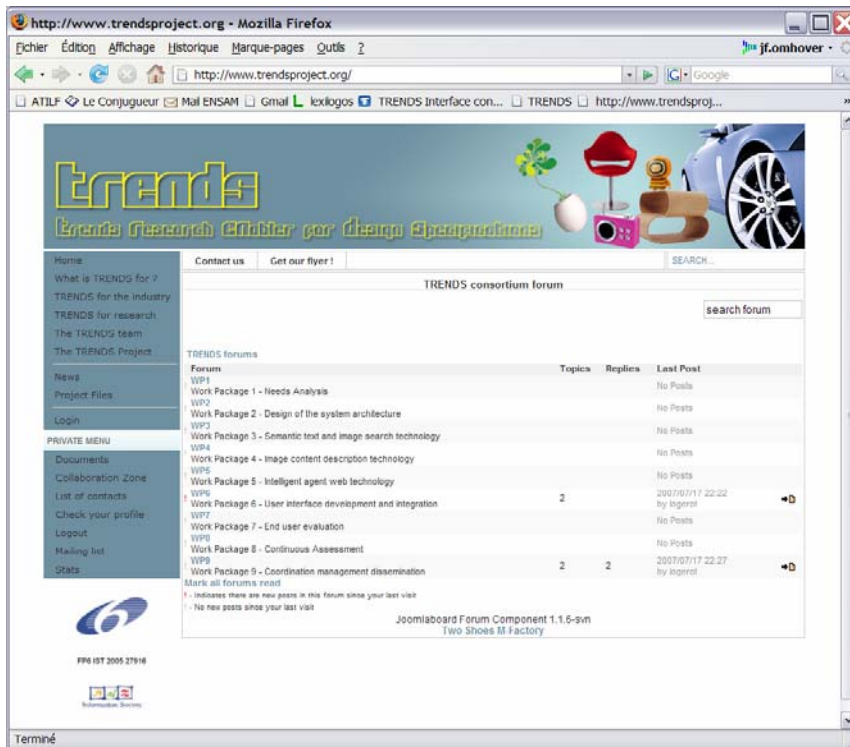 http://www.trendsproject.org - Mozilla Firefox
Fichier Édition Affichage Historique Marque-pages Outils ?
jf.omhover
http://www.trendsproject.org/
Google
ATILF Le Conjugueur Mail ENSAM Gmail lexilogos TRENDS Interface con... TRENDS http://www.trendsproj... »
trends
Home
What is TRENDS for ?
TRENDS for the industry
TRENDS for research
The TRENDS team
The TRENDS Project
News
Project Files
Login
PRIVATE MENU
Documents
Collaboration Zone
List of contacts
Check your profile
Logout
Mailing list
Stats
FP6 IST 2005 27916
Information Society
Contact us Get our flyer ! SEARCH...
TRENDS consortium forum
search forum
TRENDS forums
Forum Topics Replies Last Post
WP1
Work Package 1 - Needs Analysis No Posts
WP2
Work Package 2 - Design of the system architecture No Posts
WP3
Work Package 3 - Semantic text and image search technology No Posts
WP4
Work Package 4 - Image content description technology No Posts
WP5
Work Package 5 - Intelligent agent web technology No Posts
! WP6 2007/07/17 22:22
Work Package 6 - User interface development and integration 2 by logerot
WP7
Work Package 7 - End user evaluation No Posts
WP8
Work Package 8 - Continuous Assessment No Posts
WP9 2007/07/17 22:27
Work Package 9 - Coordination management dissemination 2 2 by logerot
Mark all forums read
! - Indicates there are new posts in this forum since your last visit
! - No new posts since your last visit
Joomlaboard Forum Component 1.1.5-svn
Two Shoes M-Factory
Terminé